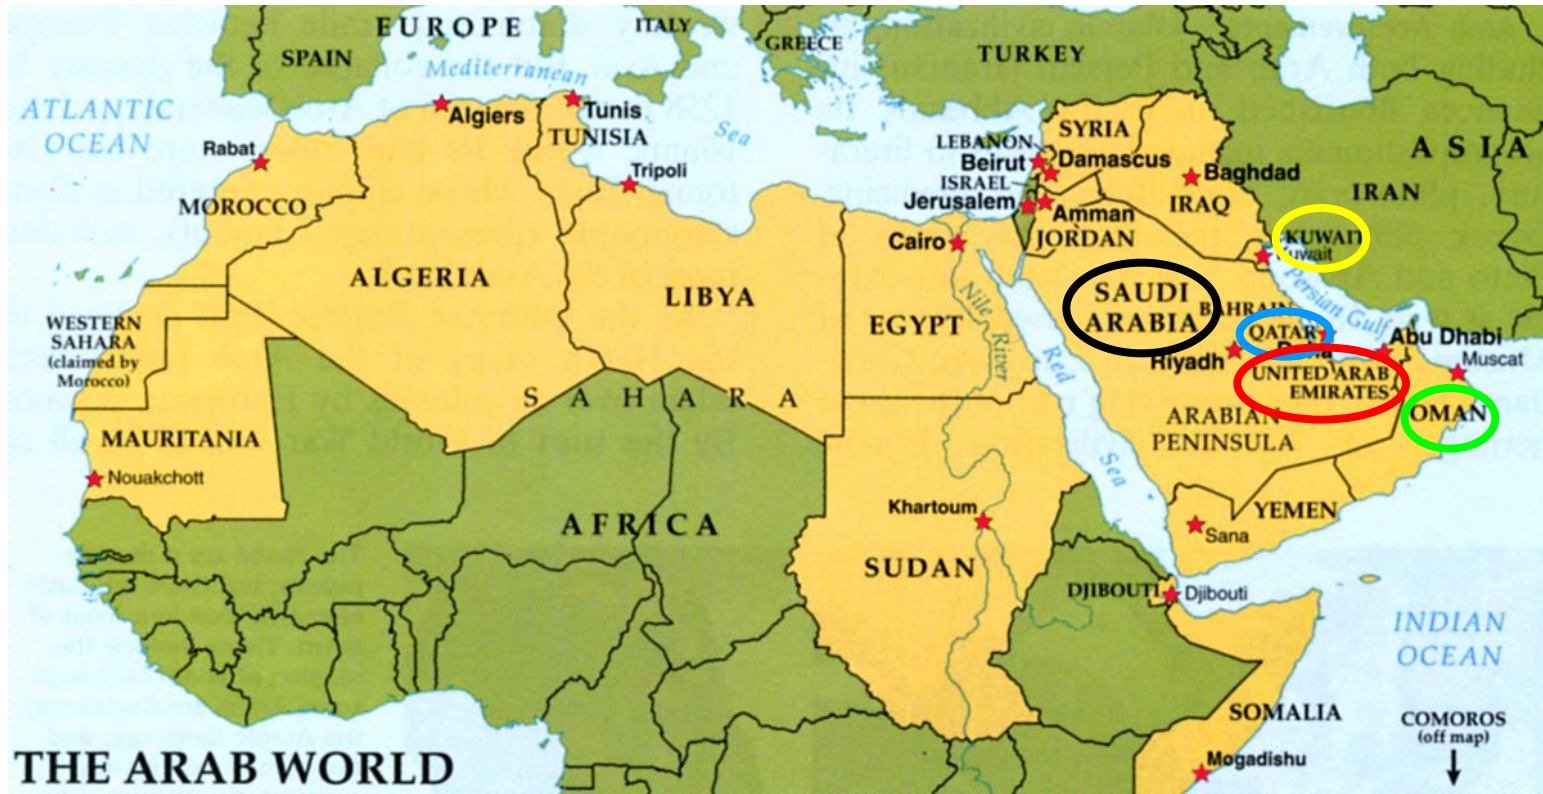 EUROPE
ITALY
SPAIN
GREECE
TURKEY
Mediterranean
Sea
ATLANTIC
OCEAN
Algiers
Tunis
TUNISIA
SYRIA
LEBANON
Beirut
Damascus
ASIA
Rabat
Tripoli
ISRAEL
Baghdad
Jerusalem
IRAN
MOROCCO
Amman
IRAQ
Cairo
JORDAN
KUWAIT
Kuwait
ALGERIA
LIBYA
EGYPT
Nile
River
SAUDI
ARABIA
BAHRAIN
Persian Gulf
QATAR
Abu Dhabi
WESTERN
SAHARA
(claimed by
Morocco)
Riyadh
Muscat
UNITED ARAB
EMIRATES
Red
Sea
SAHARA
ARABIAN
PENINSULA
OMAN
MAURITANIA
Nouakchott
Khartoum
YEMEN
Sana
AFRICA
SUDAN
DJIBOUTI
Djibouti
INDIAN
OCEAN
SOMALIA
COMOROS
(off map)
Mogadishu
THE ARAB WORLD